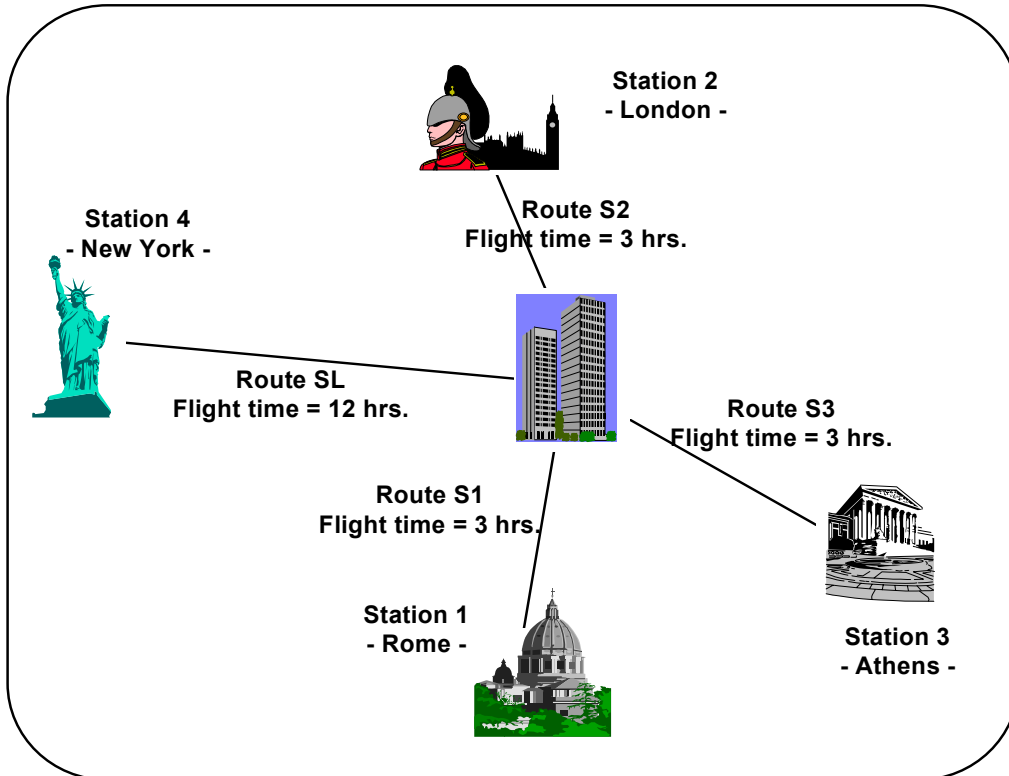 Station 2
- London -
Route S2
Flight time = 3 hrs.
Station 4
- New York -
Route SL
Flight time = 12 hrs.
Route S3
Flight time = 3 hrs.
Route S1
Flight time = 3 hrs.
Station 1
- Rome -
Station 3
- Athens -